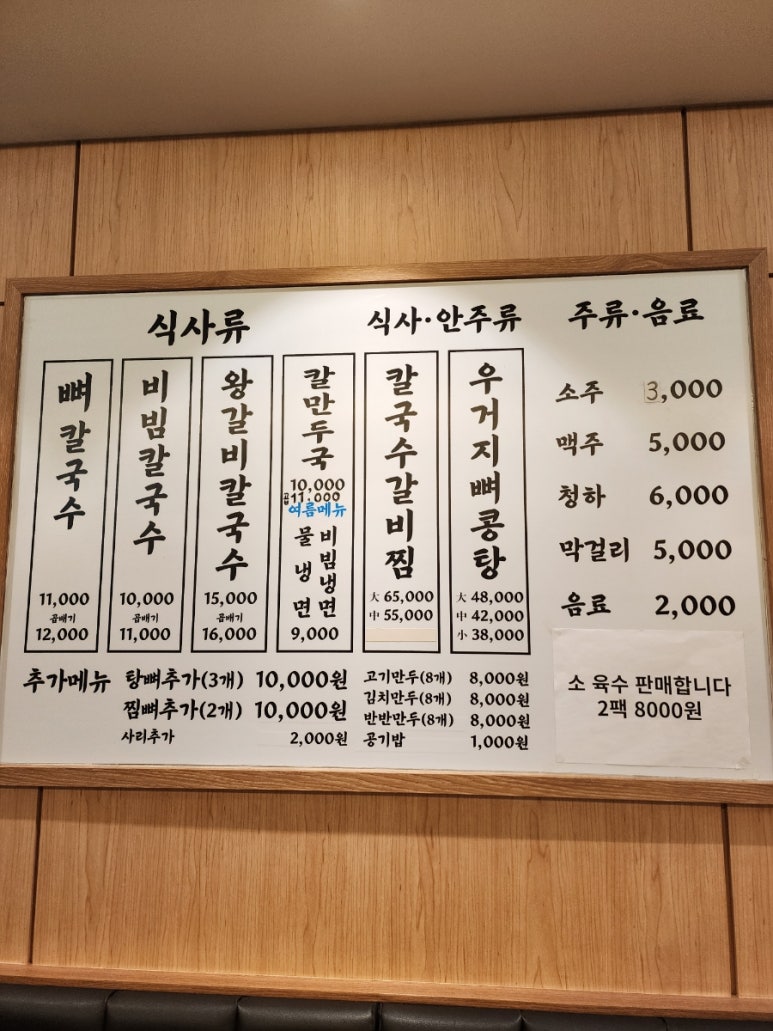 식사류
뼈칼국수
11,000
곱배기
12,000
비빔칼국수
10,000
곱배기
11,000
왕갈비칼국수
15,000
곱배기
16,000
칼만두국
10,000
곱11,000
여름메뉴
물냉면
비빔냉면
9,000
식사·안주류
칼국수갈비찜
大 65,000
中 55,000
우거지뼈콩탕
大 48,000
中 42,000
小 38,000
주류·음료
소주 3,000
맥주 5,000
청하 6,000
막걸리 5,000
음료 2,000
소 육수 판매합니다
2팩 8000원
추가메뉴
탕뼈추가(3개) 10,000원
찜뼈추가(2개) 10,000원
사리추가 2,000원
고기만두(8개) 8,000원
김치만두(8개) 8,000원
반반만두(8개) 8,000원
공기밥 1,000원